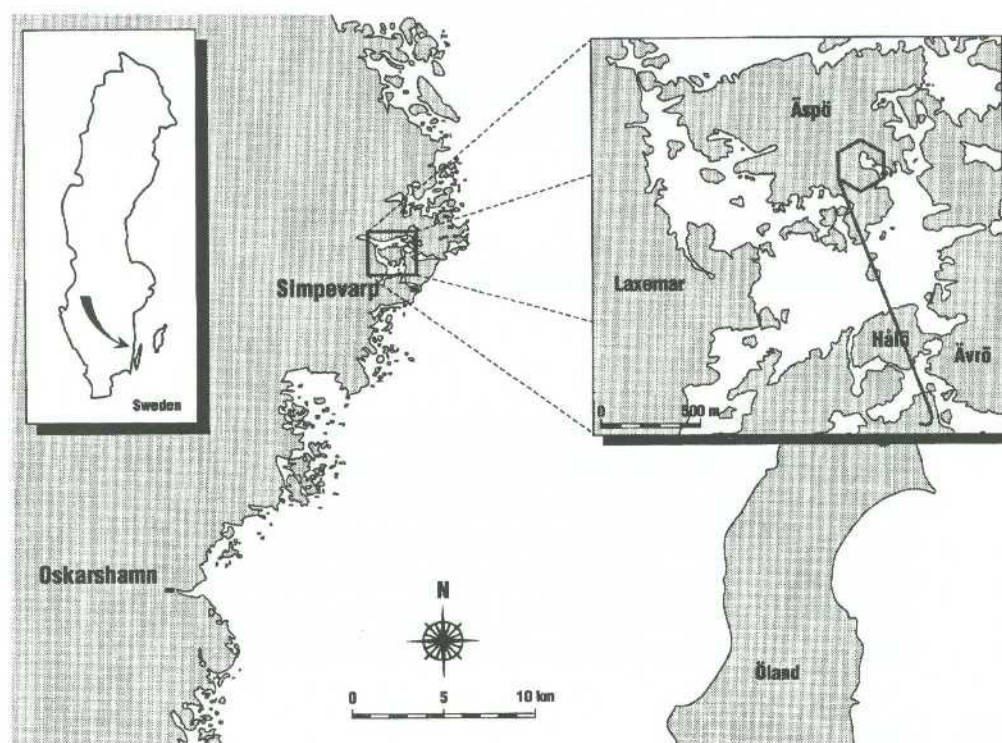 Äspö
Simpevarp
Laxemar
Hålö
Ävrö
0 500 m
Sweden
Oskarshamn
N
0 5 10 km
Öland